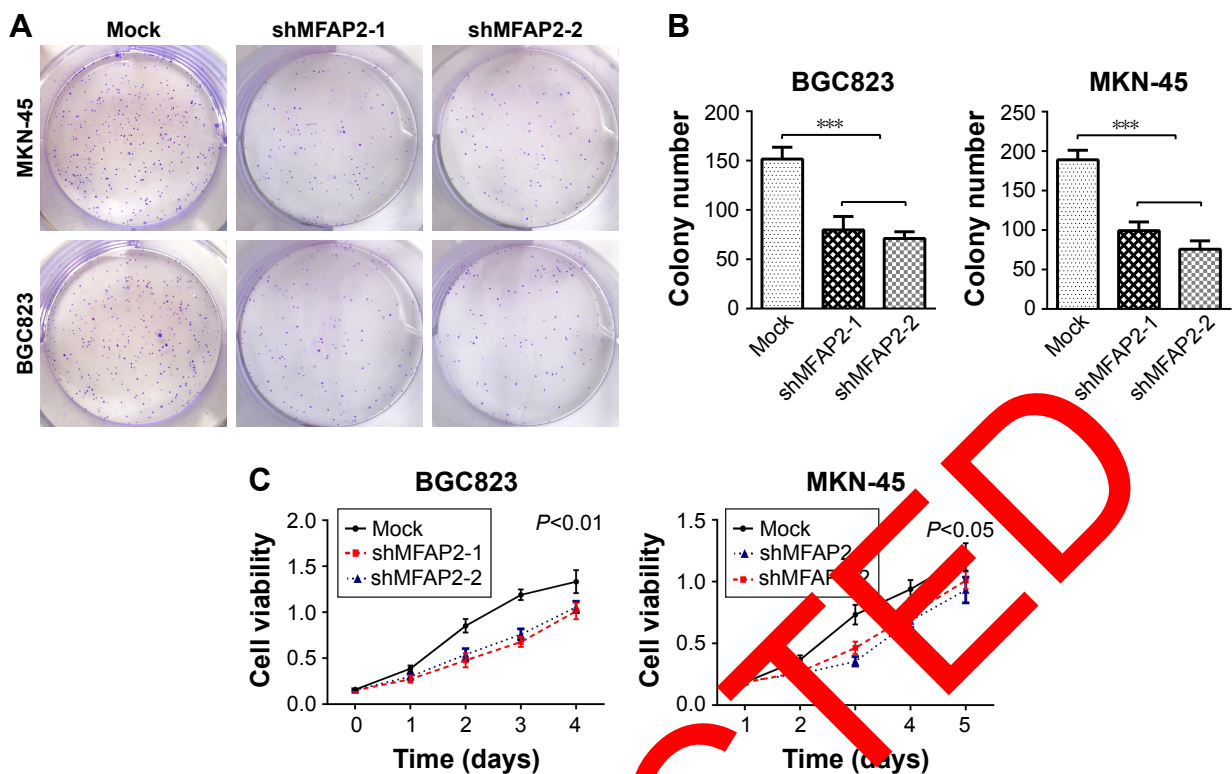 A
Mock
shMFAP2-1
shMFAP2-2
MKN-45
BGC823
B
BGC823
Colony number
200
150
100
50
0
***
Mock
shMFAP2-1
shMFAP2-2
MKN-45
Colony number
250
200
150
100
50
0
***
Mock
shMFAP2-1
shMFAP2-2
C
BGC823
Cell viability
2.0
1.5
1.0
0.5
0.0
Mock
shMFAP2-1
shMFAP2-2
P<0.01
0 1 2 3 4
Time (days)
MKN-45
Cell viability
1.5
1.0
0.5
0.0
Mock
P<0.05
1 2 4 5
Time (days)
CTED